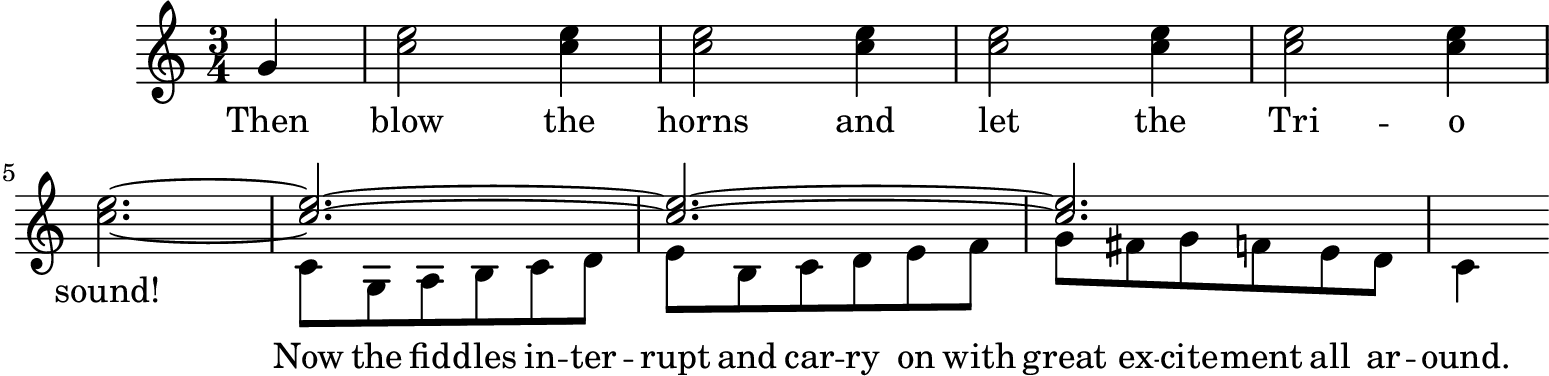 3
4
Then blow the horns and let the Tri - o
5
sound!
Now the fiddles in - ter - rupt and car - ry on with great ex - citement all ar - ound.